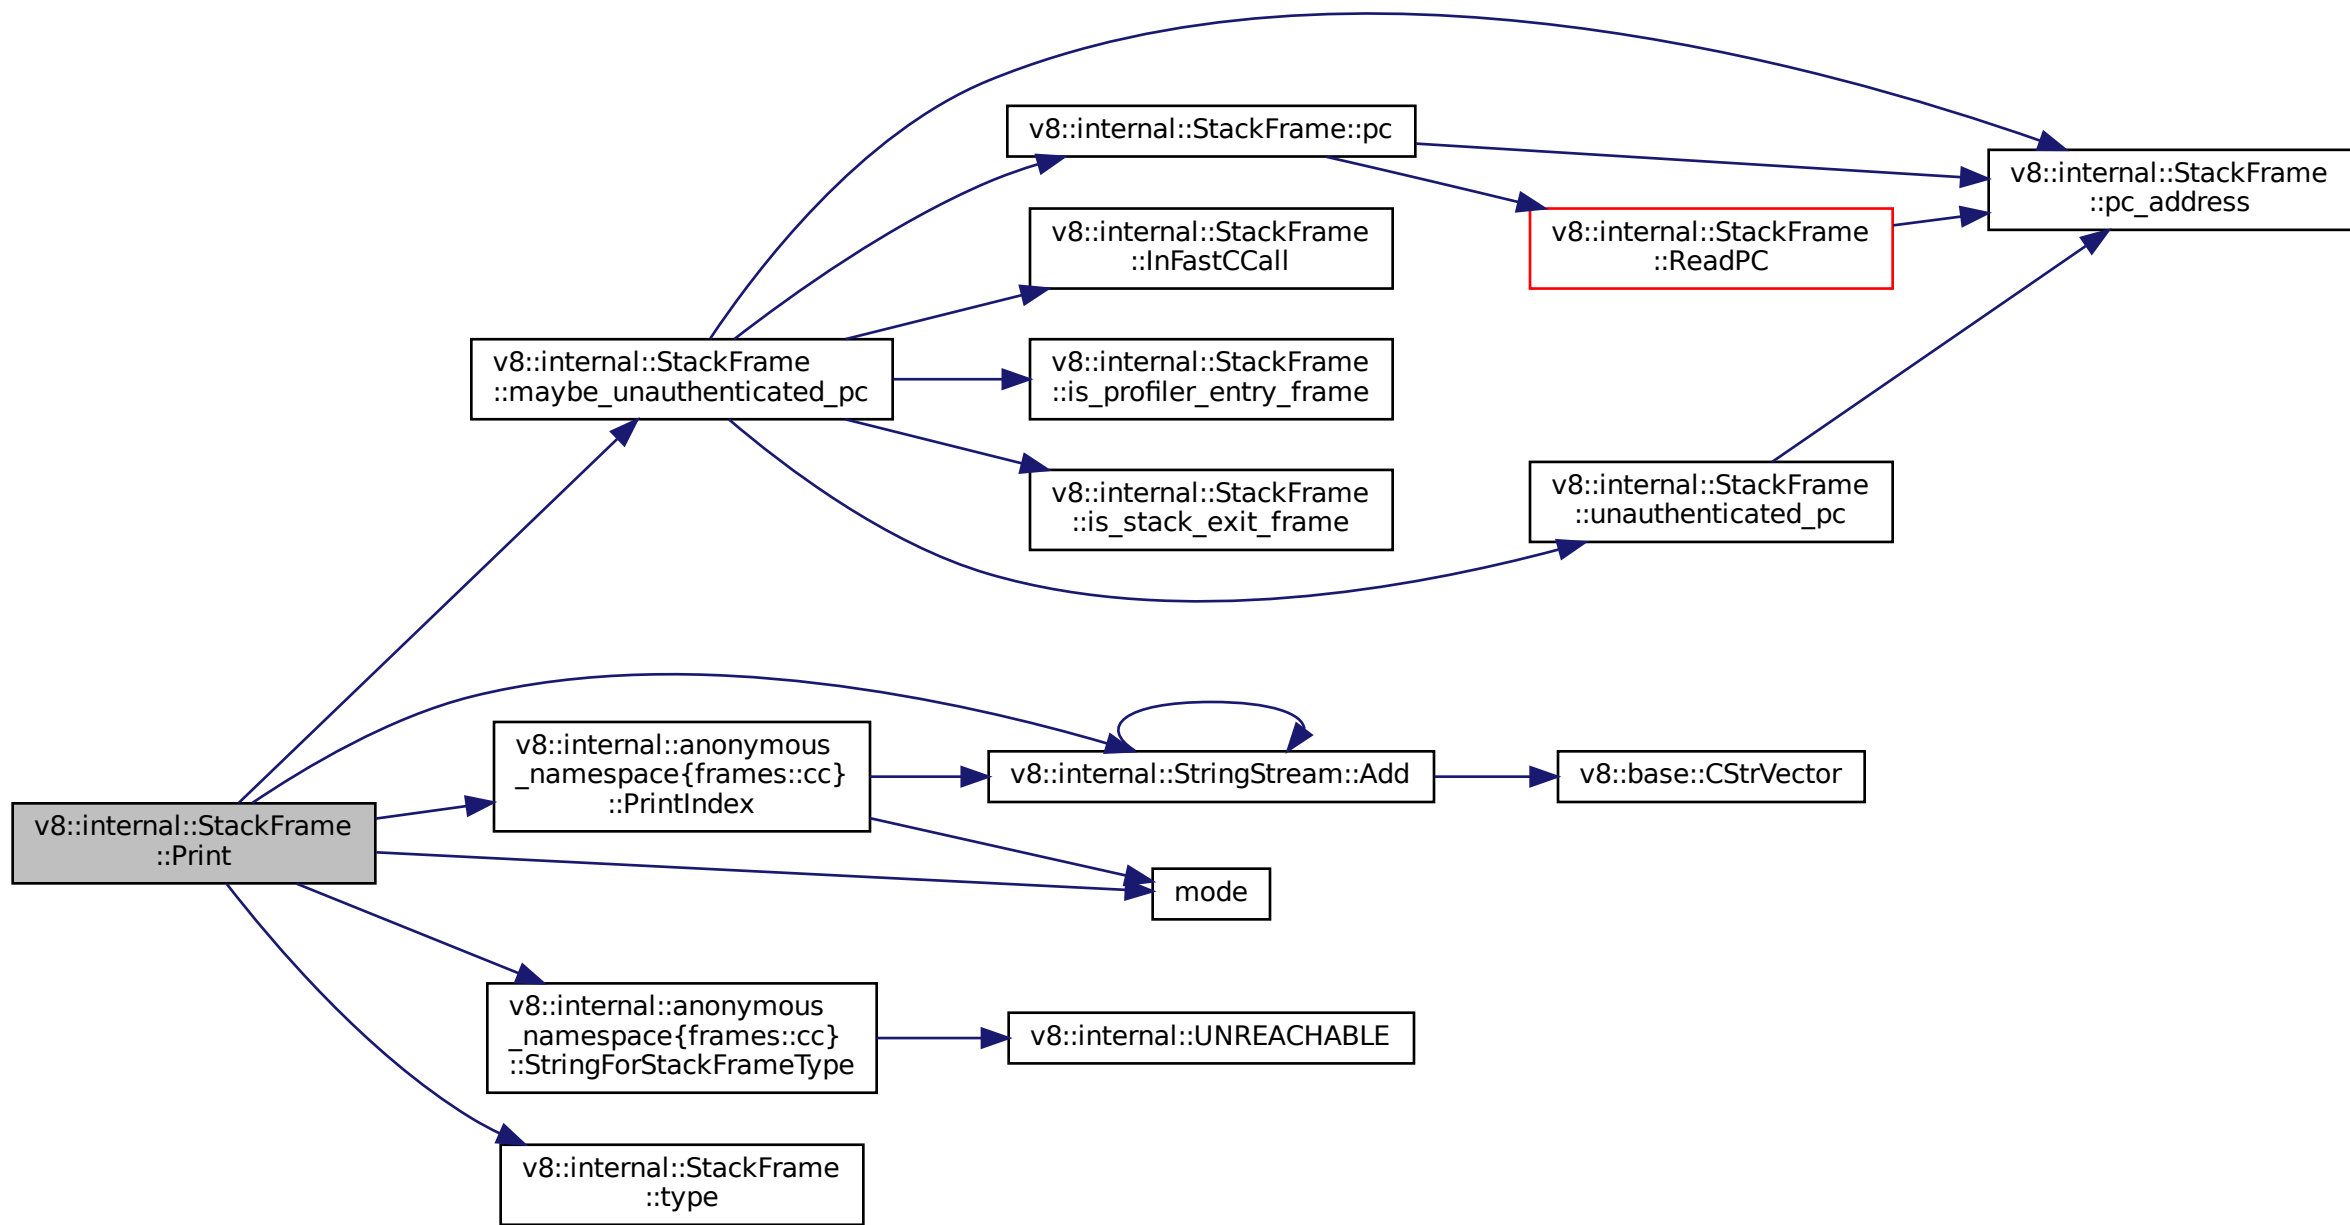 v8::internal::StackFrame::pc
v8::internal::StackFrame
::pc_address
v8::internal::StackFrame
::InFastCCall
v8::internal::StackFrame
::ReadPC
v8::internal::StackFrame
::maybe_unauthenticated_pc
v8::internal::StackFrame
::is_profiler_entry_frame
v8::internal::StackFrame
::is_stack_exit_frame
v8::internal::StackFrame
::unauthenticated_pc
v8::internal::StackFrame
::Print
v8::internal::anonymous
_namespace{frames::cc}
::PrintIndex
v8::internal::StringStream::Add
v8::base::CStrVector
mode
v8::internal::anonymous
_namespace{frames::cc}
::StringForStackFrameType
v8::internal::UNREACHABLE
v8::internal::StackFrame
::type